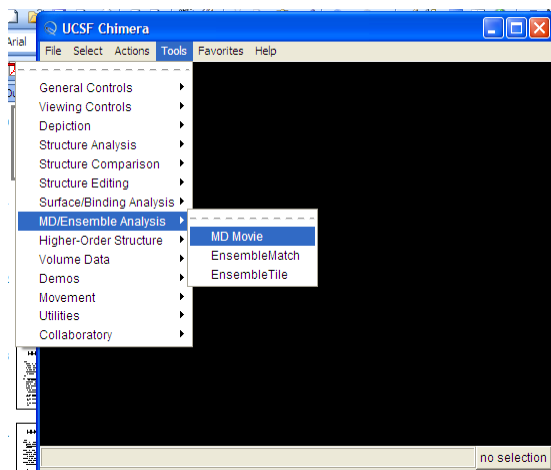 Arial
UCSF Chimera
File Select Actions Tools Favorites Help
General Controls
Viewing Controls
Depiction
Structure Analysis
Structure Comparison
Structure Editing
Surface/Binding Analysis
MD/Ensemble Analysis
Higher-Order Structure
Volume Data
Demos
Movement
Utilities
Collaboratory
MD Movie
EnsembleMatch
EnsembleTile
no selection